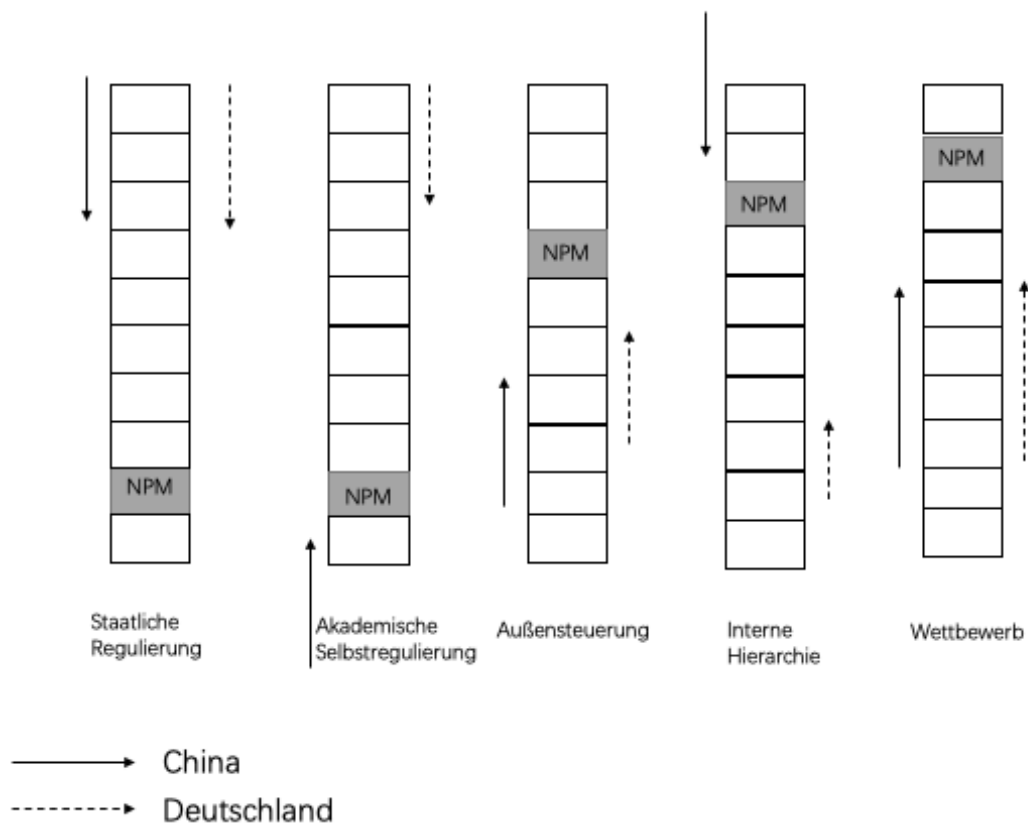 NPM
NPM
NPM
NPM
NPM
Staatliche
Regulierung
Akademische
Selbstregulierung
Außensteuerung
Interne
Hierarchie
Wettbewerb
China
Deutschland